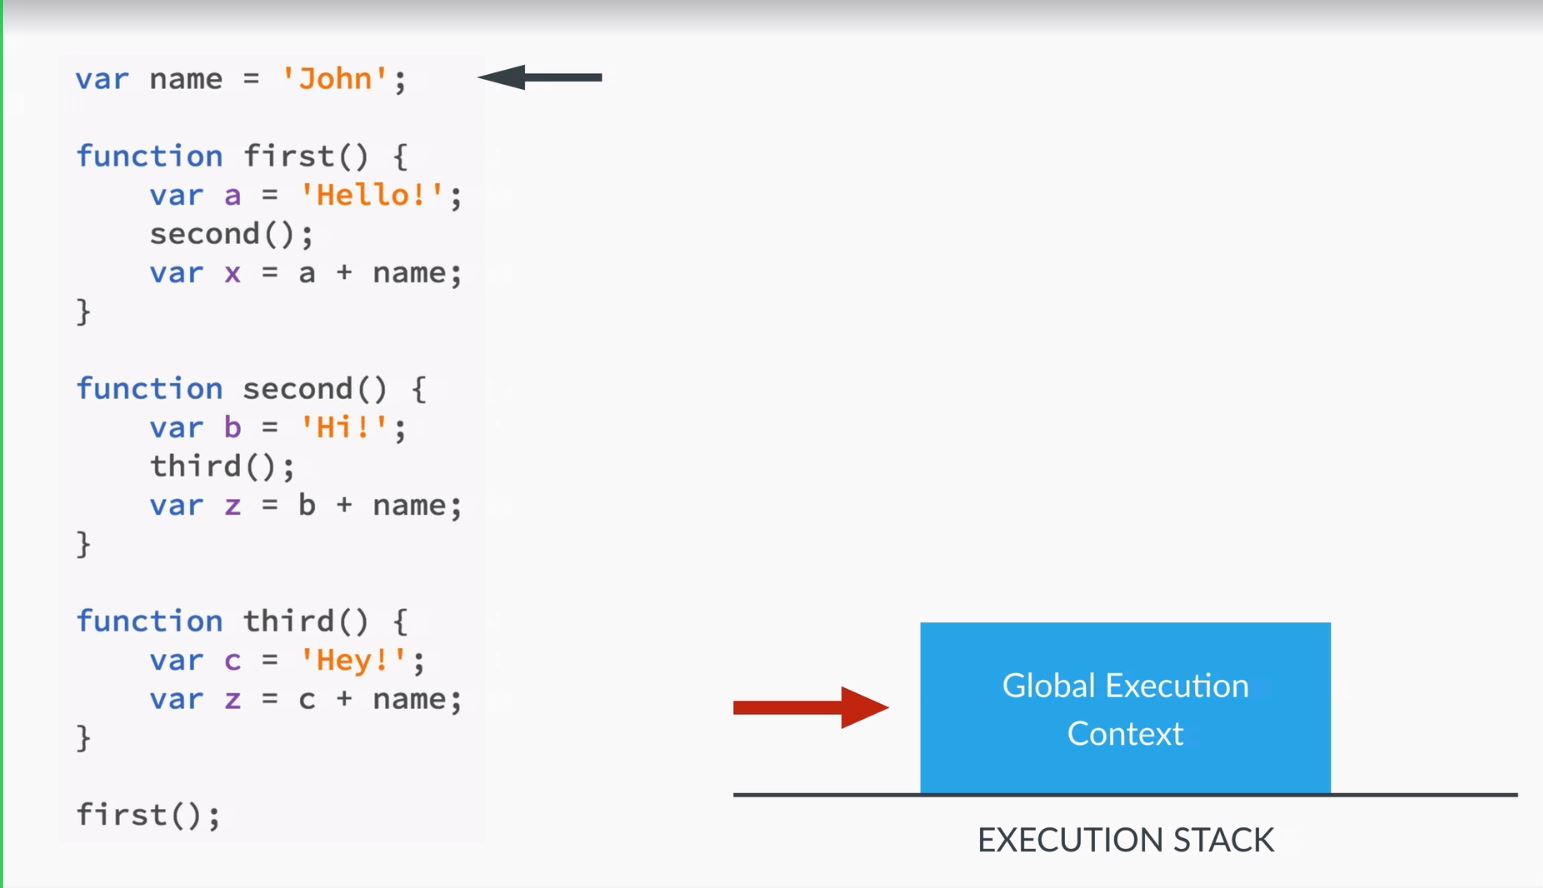 var name = 'John';
function first() {
    var a = 'Hello!';
    second();
    var x = a + name;
}
function second() {
    var b = 'Hi!';
    third();
    var z = b + name;
}
function third() {
    var c = 'Hey!';
    var z = c + name;
}
first();
Global Execution
Context
EXECUTION STACK